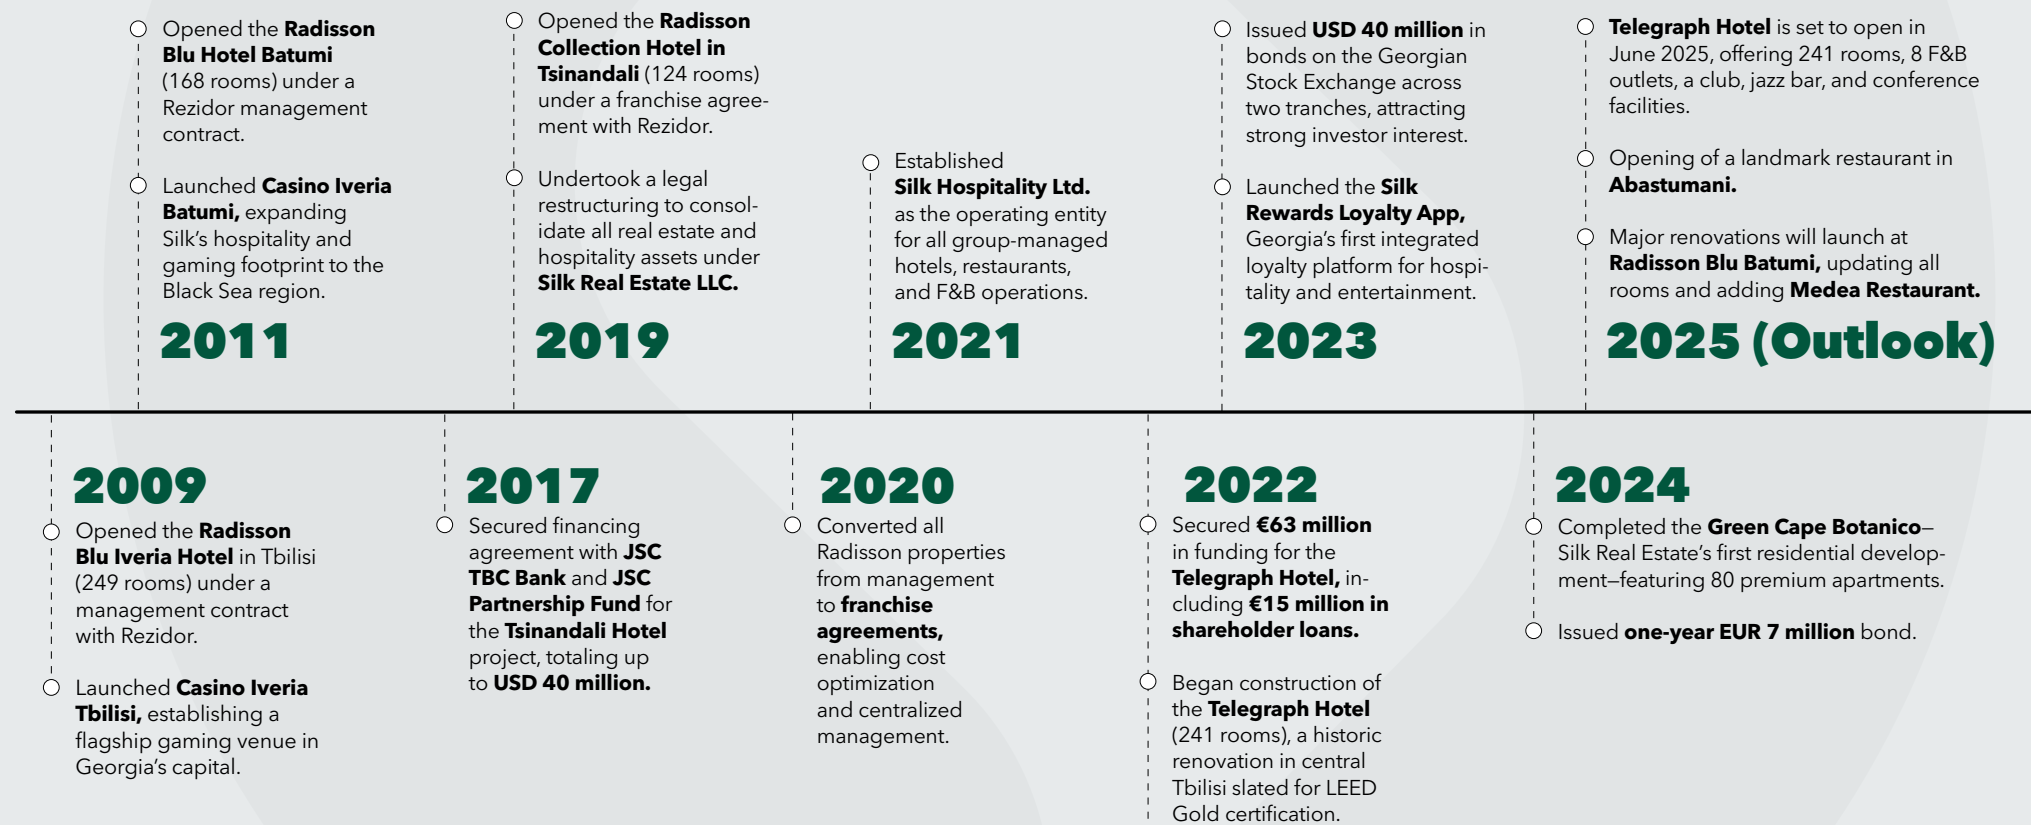 Opened the Radisson
Blu Hotel Batumi
(168 rooms) under a
Rezidor management
contract.
Launched Casino Iveria
Batumi, expanding
Silk's hospitality and
gaming footprint to the
Black Sea region.
2011
Opened the Radisson
Collection Hotel in
Tsinandali (124 rooms)
under a franchise agree-
ment with Rezidor.
Undertook a legal
restructuring to consol-
idate all real estate and
hospitality assets under
Silk Real Estate LLC.
2019
Established
Silk Hospitality Ltd.
as the operating entity
for all group-managed
hotels, restaurants,
and F&B operations.
2021
Issued USD 40 million in
bonds on the Georgian
Stock Exchange across
two tranches, attracting
strong investor interest.
Launched the Silk
Rewards Loyalty App,
Georgia's first integrated
loyalty platform for hospi-
tality and entertainment.
2023
Telegraph Hotel is set to open in
June 2025, offering 241 rooms, 8 F&B
outlets, a club, jazz bar, and conference
facilities.
Opening of a landmark restaurant in
Abastumani.
Major renovations will launch at
Radisson Blu Batumi, updating all
rooms and adding Medea Restaurant.
2025 (Outlook)
2009
Opened the Radisson
Blu Iveria Hotel in Tbilisi
(249 rooms) under a
management contract
with Rezidor.
Launched Casino Iveria
Tbilisi, establishing a
flagship gaming venue in
Georgia's capital.
2017
Secured financing
agreement with JSC
TBC Bank and JSC
Partnership Fund for
the Tsinandali Hotel
project, totaling up
to USD 40 million.
2020
Converted all
Radisson properties
from management
to franchise
agreements,
enabling cost
optimization
and centralized
management.
2022
Secured €63 million
in funding for the
Telegraph Hotel, in-
cluding €15 million in
shareholder loans.
Began construction of
the Telegraph Hotel
(241 rooms), a historic
renovation in central
Tbilisi slated for LEED
Gold certification.
2024
Completed the Green Cape Botanico—
Silk Real Estate's first residential develop-
ment—featuring 80 premium apartments.
Issued one-year EUR 7 million bond.